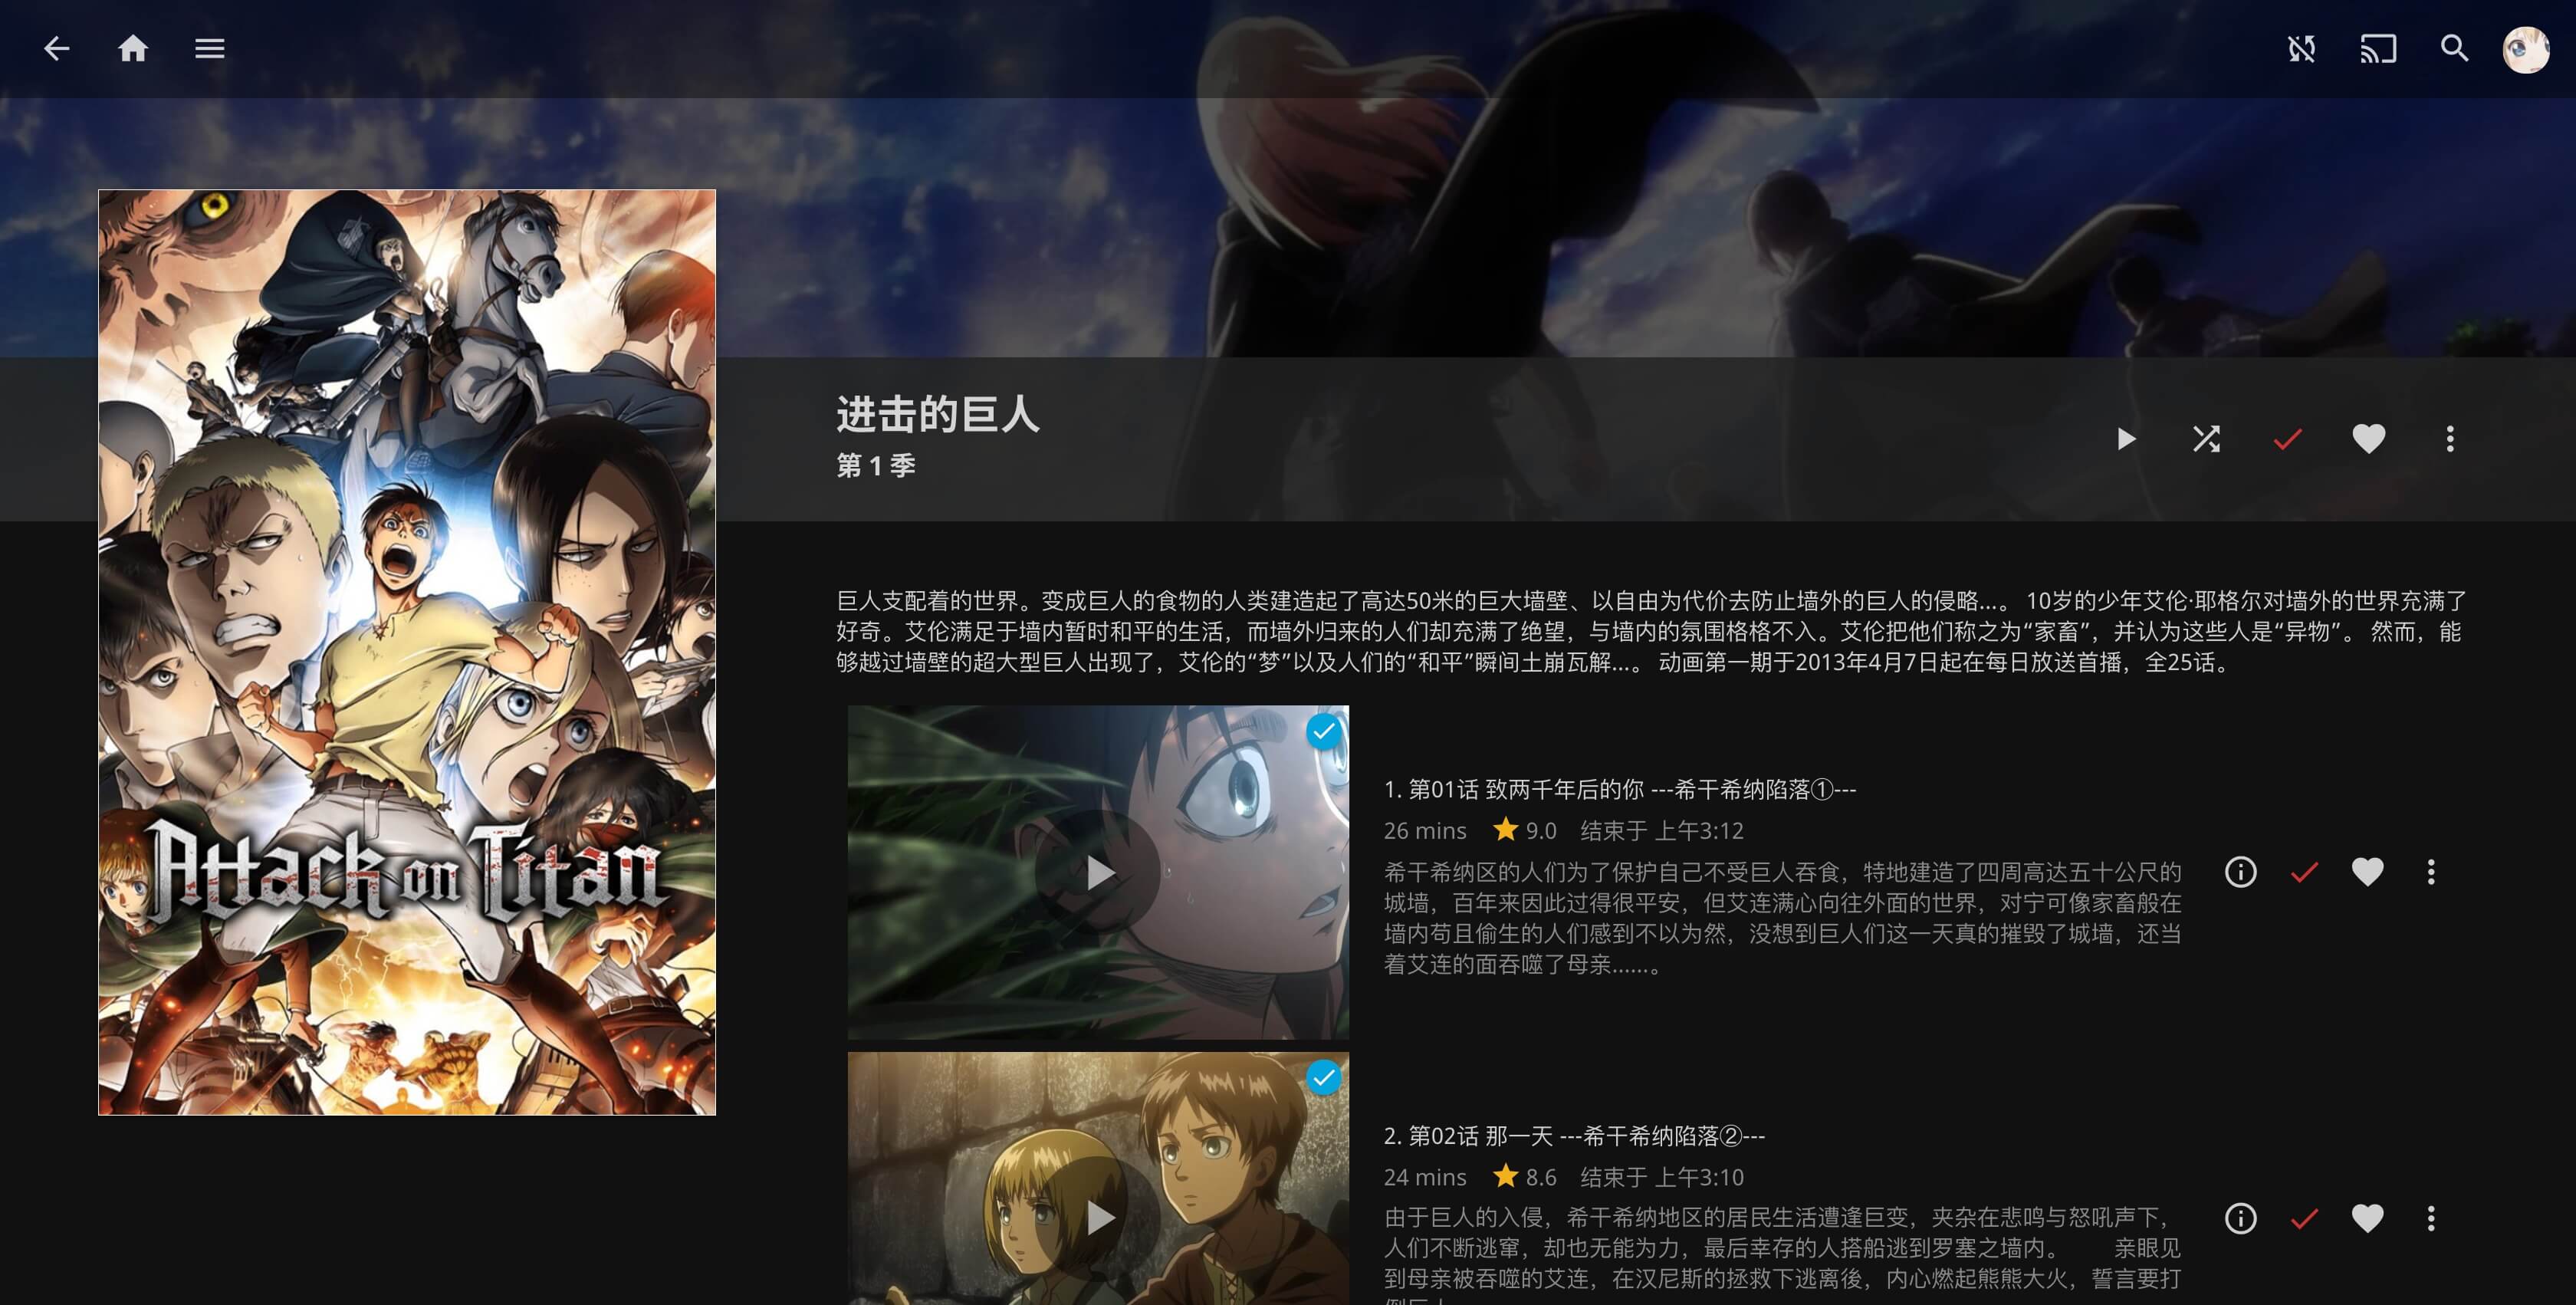 进击的巨人
第 1 季
Attack on Titan
巨人支配着的世界。变成巨人的食物的人类建造起了高达50米的巨大墙壁、以自由为代价去防止墙外的巨人的侵略...。 10岁的少年艾伦·耶格尔对墙外的世界充满了
好奇。艾伦满足于墙内暂时和平的生活，而墙外归来的人们却充满了绝望，与墙内的氛围格格不入。艾伦把他们称之为“家畜”，并认为这些人是“异物”。 然而，能
够越过墙壁的超大型巨人出现了，艾伦的“梦”以及人们的“和平”瞬间土崩瓦解...。 动画第一期于2013年4月7日起在每日放送首播，全25话。
1. 第01话 致两千年后的你 ---希干希纳陷落①---
26 mins 9.0 结束于 上午3:12
希干希纳区的人们为了保护自己不受巨人吞食，特地建造了四周高达五十公尺的
城墙，百年来因此过得很平安，但艾连满心向往外面的世界，对宁可像家畜般在
墙内苟且偷生的人们感到不以为然，没想到巨人们这一天真的摧毁了城墙，还当
着艾连的面吞噬了母亲......。
2. 第02话 那一天 ---希干希纳陷落②---
24 mins 8.6 结束于 上午3:10
由于巨人的入侵，希干希纳地区的居民生活遭逢巨变，夹杂在悲鸣与怒吼声下，
人们不断逃窜，却也无能为力，最后幸存的人搭船逃到罗塞之墙内。 亲眼见
到母亲被吞噬的艾连，在汉尼斯的拯救下逃离後，内心燃起熊熊大火，誓言要打